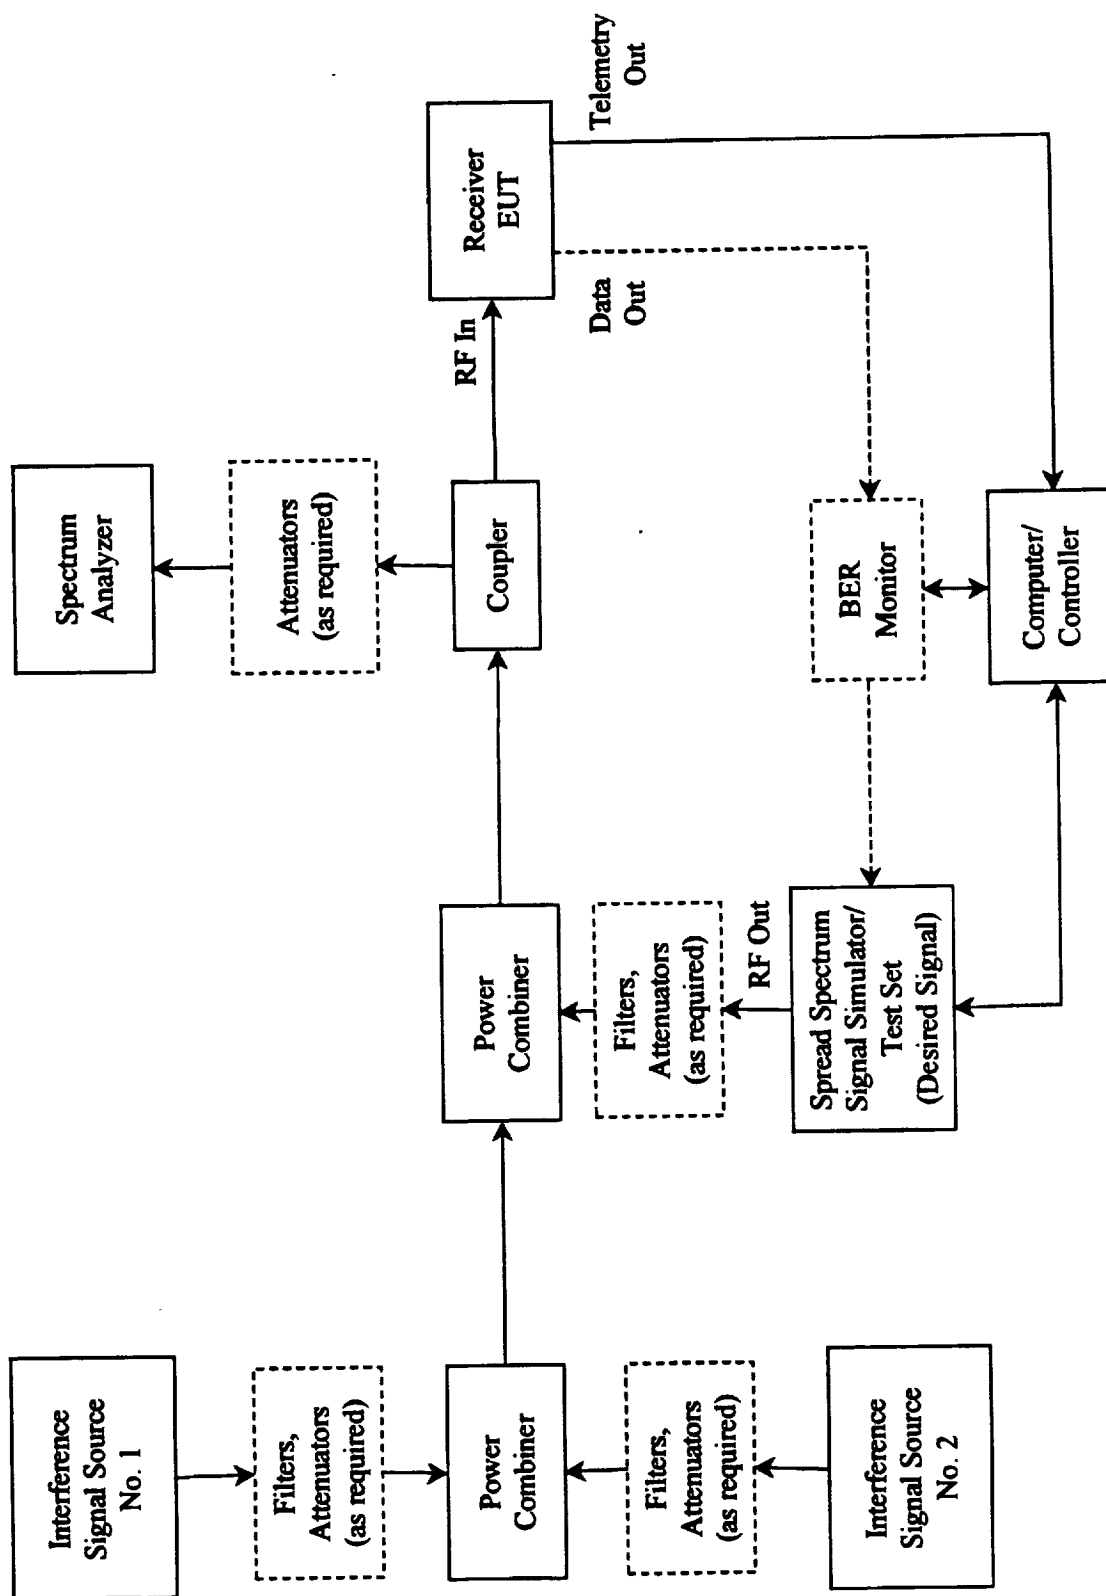 Interference
Signal Source
No. 1
Filters,
Attenuators
(as required)
Power
Combiner
Filters,
Attenuators
(as required)
Interference
Signal Source
No. 2
Power
Combiner
Filters,
Attenuators
(as required)
RF Out
Spread Spectrum
Signal Simulator/
Test Set
(Desired Signal)
Spectrum
Analyzer
Attenuators
(as required)
Coupler
RF In
Receiver
EUT
Data
Out
Telemetry
Out
BER
Monitor
Computer/
Controller